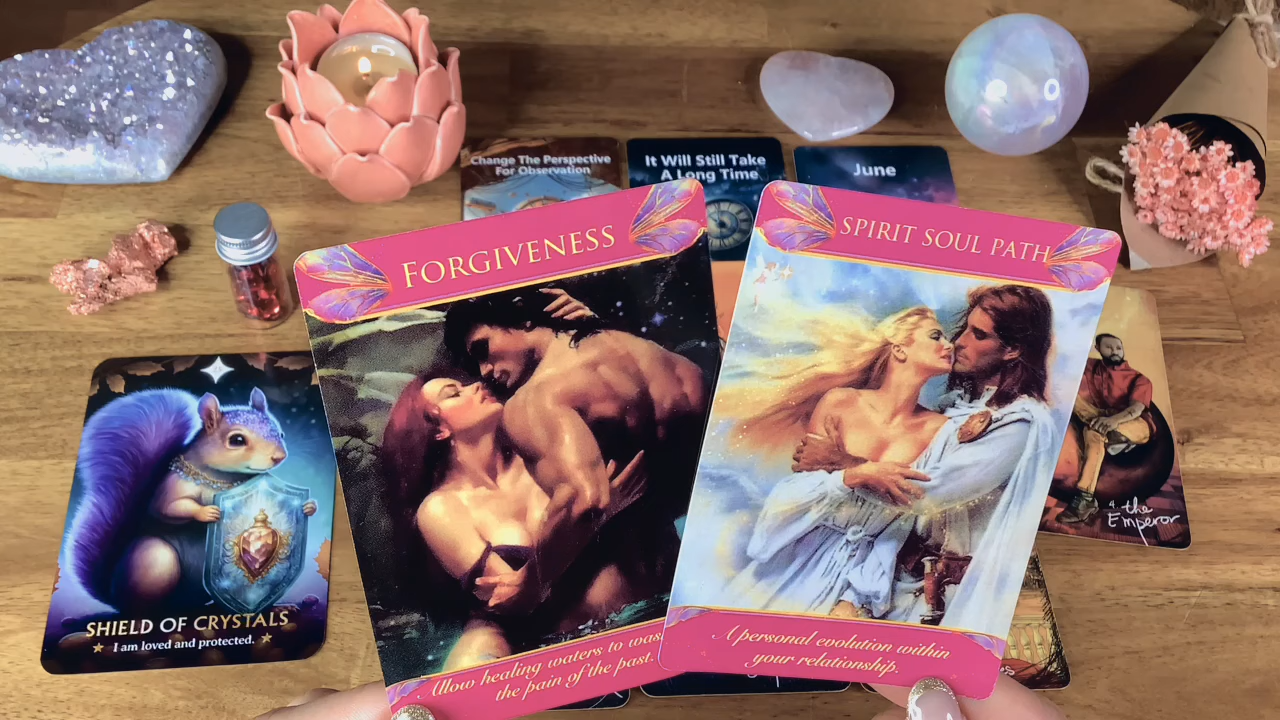 Change The Perspective
For Observation
It Will Still Take
A Long Time
June
FORGIVENESS
SPIRIT SOUL PATH
4. the
Emperor
SHIELD OF CRYSTALS
I am loved and protected.
Allow healing waters to wash
the pain of the past.
A personal evolution within
your relationship.